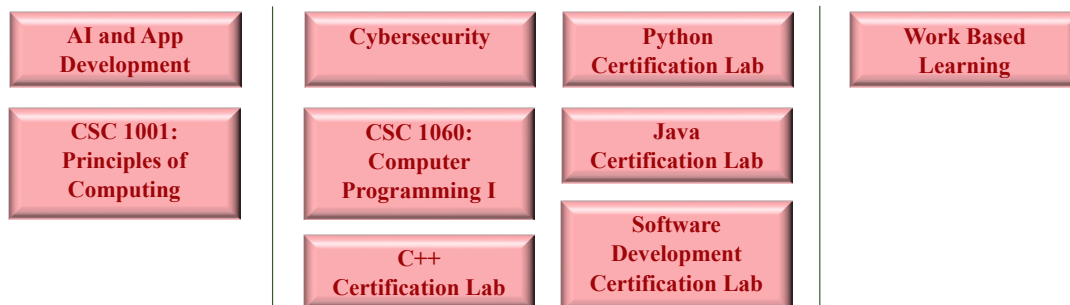 AI and App
Development
CSC 1001:
Principles of
Computing
Cybersecurity
CSC 1060:
Computer
Programming I
C++
Certification Lab
Python
Certification Lab
Java
Certification Lab
Software
Development
Certification Lab
Work Based
Learning